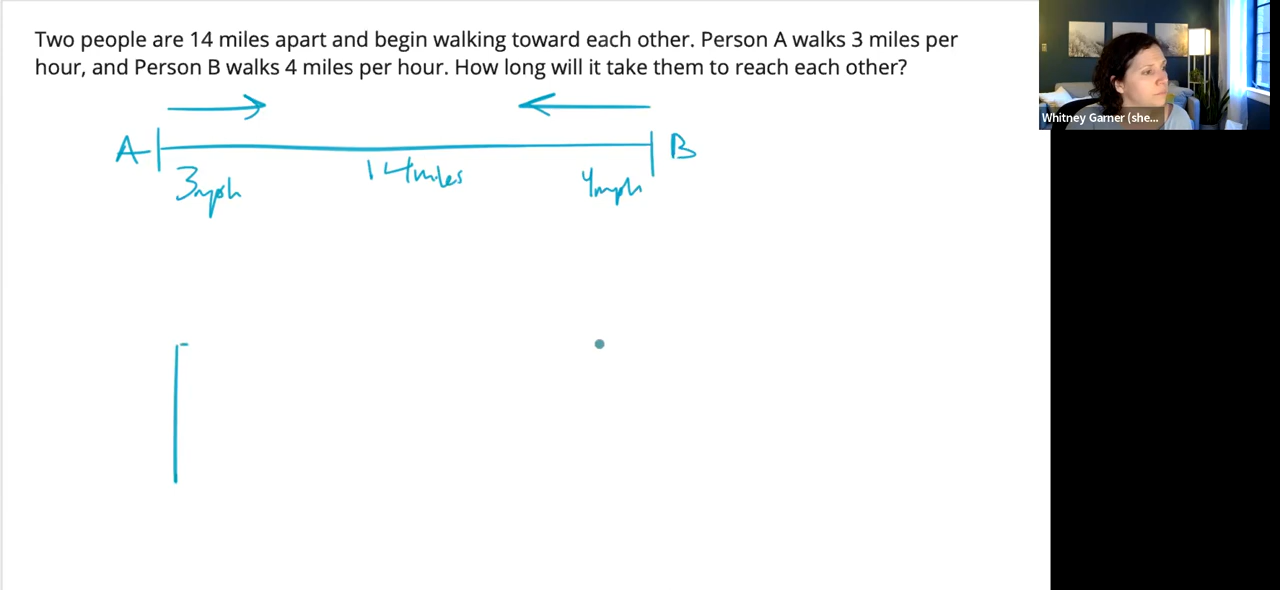 Two people are 14 miles apart and begin walking toward each other. Person A walks 3 miles per
hour, and Person B walks 4 miles per hour. How long will it take them to reach each other?
A B
3mph 14miles 4mph
Whitney Garner (she...